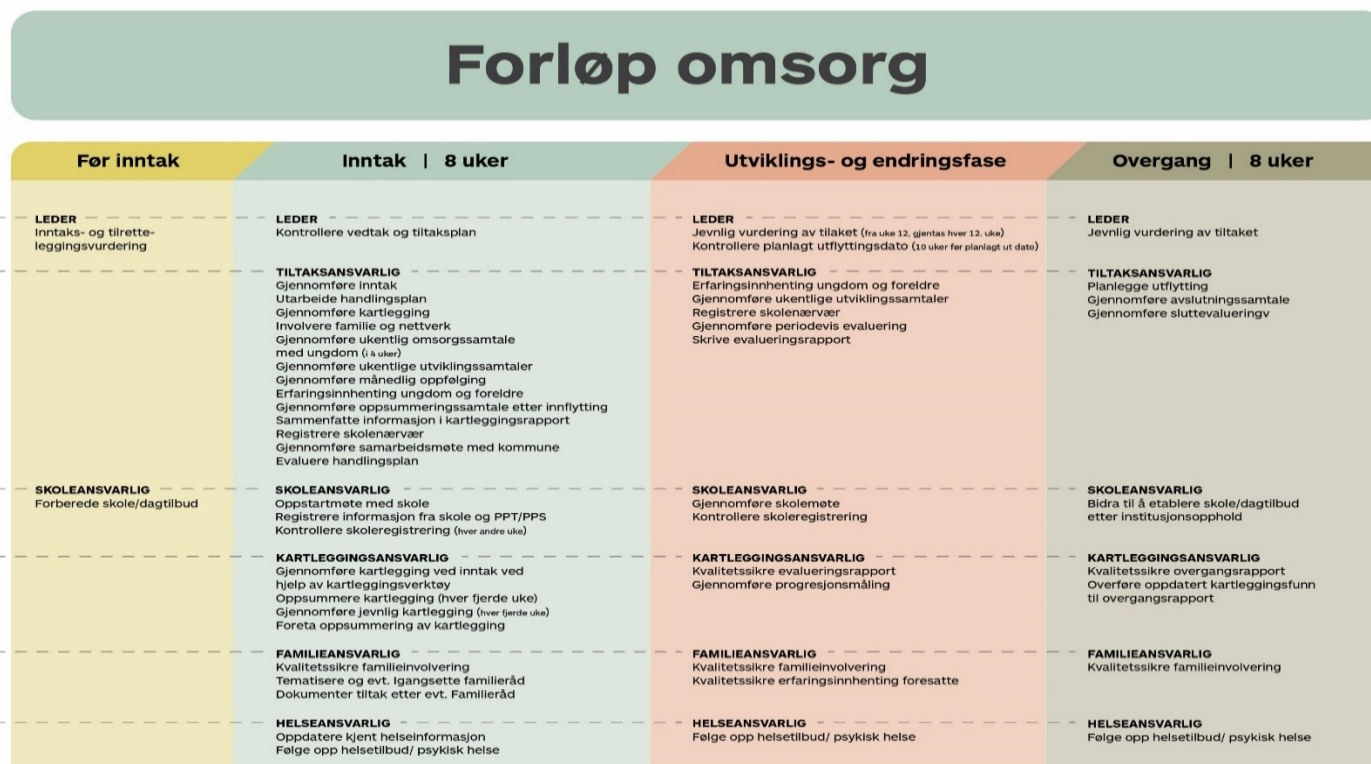 Forløp omsorg
Før inntak
LEDER
Inntaks- og tilrette-
leggingsvurdering
SKOLEANSVARLIG
Forberede skole/dagtilbud
Inntak | 8 uker
LEDER
Kontrollere vedtak og tiltaksplan
TILTAKSANSVARLIG
Gjennomføre inntak
Utarbeide handlingsplan
Gjennomføre kartlegging
Involvere familie og nettverk
Gjennomføre ukentlig omsorgssamtale
med ungdom (i 4 uker)
Gjennomføre ukentlige utviklingssamtaler
Gjennomføre månedlig oppfølging
Erfaringsinnhenting ungdom og foreldre
Gjennomføre oppsummeringssamtale etter innflytting
Sammenfatte informasjon i kartleggingsrapport
Registrere skolenærvær
Gjennomføre samarbeidsmøte med kommune
Evaluere handlingsplan
SKOLEANSVARLIG
Oppstartmøte med skole
Registrere informasjon fra skole og PPT/PPS
Kontrollere skoleregistrering (hver andre uke)
KARTLEGGINGSANSVARLIG
Gjennomføre kartlegging ved inntak ved
hjelp av kartleggingsverktøy
Oppsummere kartlegging (hver fjerde uke)
Gjennomføre jevnlig kartlegging (hver fjerde uke)
Foreta oppsummering av kartlegging
FAMILIEANSVARLIG
Kvalitetssikre familieinvolvering
Tematisere og evt. Igangsette familieråd
Dokumenter tiltak etter evt. Familieråd
HELSEANSVARLIG
Oppdatere kjent helseinformasjon
Følge opp helsetilbud/ psykisk helse
Utviklings- og endringsfase
LEDER
Jevnlig vurdering av tilaket (fra uke 12, gjentas hver 12. uke)
Kontrollere planlagt utflyttingsdato (10 uker før planlagt ut dato)
TILTAKSANSVARLIG
Erfaringsinnhenting ungdom og foreldre
Gjennomføre ukentlige utviklingssamtaler
Registrere skolenærvær
Gjennomføre periodevis evaluering
Skrive evalueringsrapport
SKOLEANSVARLIG
Gjennomføre skolemøte
Kontrollere skoleregistrering
KARTLEGGINGSANSVARLIG
Kvalitetssikre evalueringsrapport
Gjennomføre progresjonsmåling
FAMILIEANSVARLIG
Kvalitetssikre familieinvolvering
Kvalitetssikre erfaringsinnhenting foresatte
HELSEANSVARLIG
Følge opp helsetilbud/ psykisk helse
Overgang | 8 uker
LEDER
Jevnlig vurdering av tilaket
TILTAKSANSVARLIG
Planlegge utflytting
Gjennomføre avslutningssamtale
Gjennomføre sluttevalueringv
SKOLEANSVARLIG
Bidra til å etablere skole/dagtilbud
etter institusjonsopphold
KARTLEGGINGSANSVARLIG
Kvalitetssikre overgangsrapport
Overføre oppdatert kartleggingsfunn
til overgangsrapport
FAMILIEANSVARLIG
Kvalitetssikre familieinvolvering
HELSEANSVARLIG
Følge opp helsetilbud/ psykisk helse